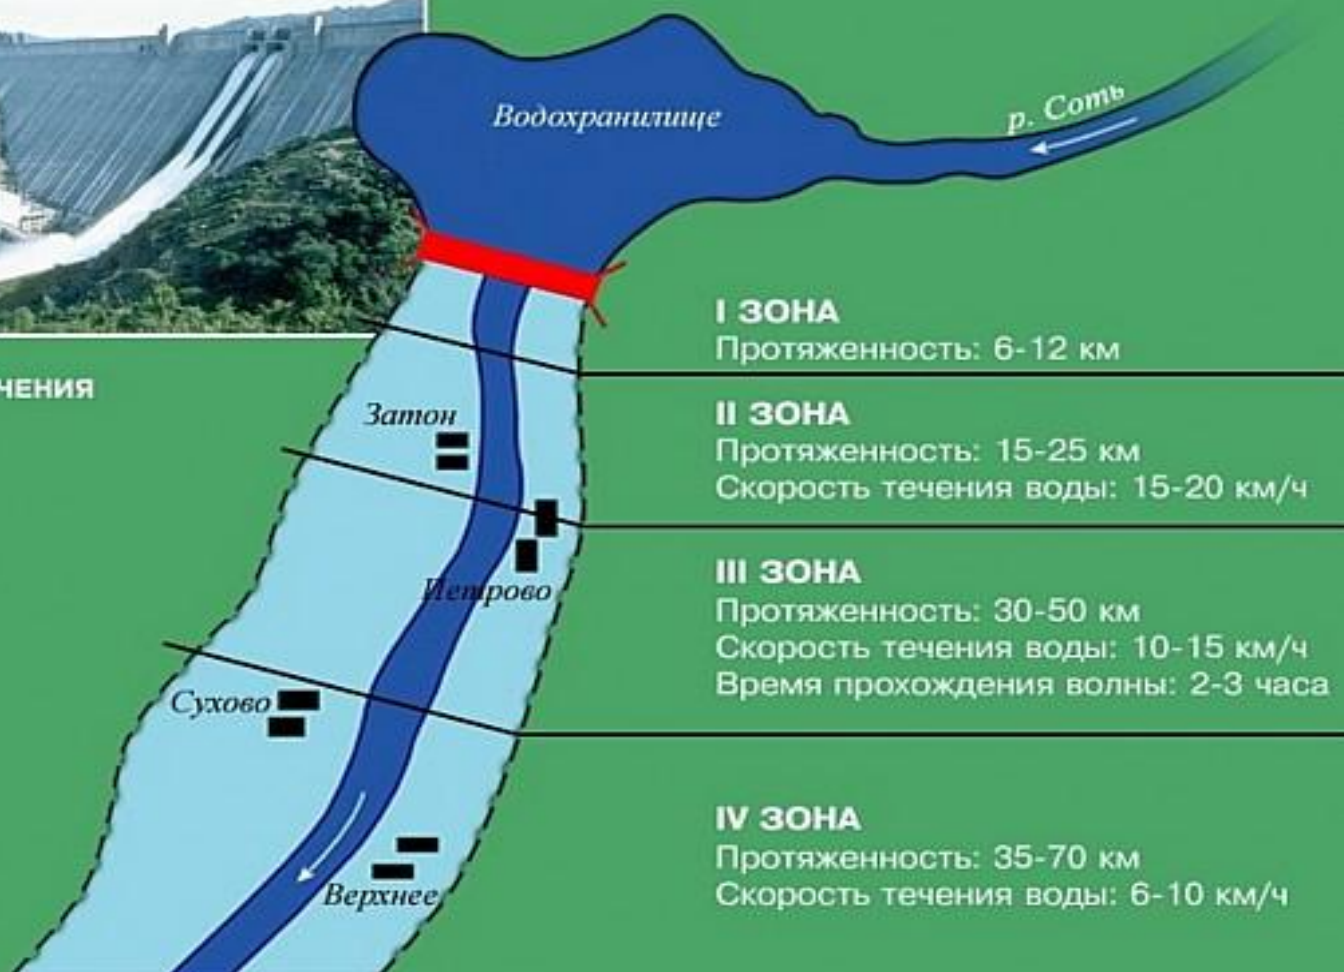 Водохранилище
р. Соть
I ЗОНА
Протяженность: 6-12 км
ЧЕНИЯ
Затон
II ЗОНА
Протяженность: 15-25 км
Скорость течения воды: 15-20 км/ч
Петрово
III ЗОНА
Протяженность: 30-50 км
Скорость течения воды: 10-15 км/ч
Время прохождения волны: 2-3 часа
Сухово
IV ЗОНА
Протяженность: 35-70 км
Скорость течения воды: 6-10 км/ч
Верхнее